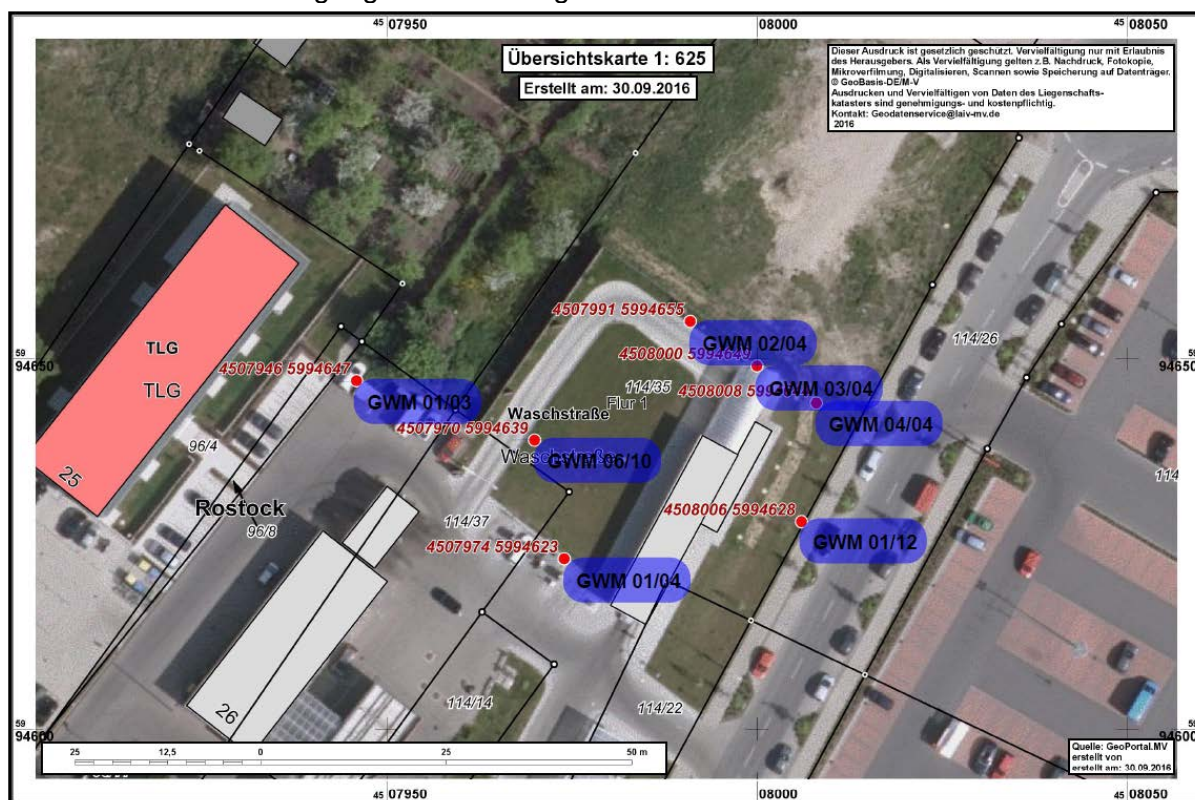 45 07950
45 08000
45 08050
Übersichtskarte 1: 625
Erstellt am: 30.09.2016
Dieser Ausdruck ist gesetzlich geschützt. Vervielfältigung nur mit Erlaubnis
des Herausgebers. Als Vervielfältigung gelten z.B. Nachdruck, Fotokopie,
Mikroverfilmung, Digitalisieren, Scannen sowie Speicherung auf Datenträger.
© GeoBasis-DE/M-V
Ausdrucken und Vervielfältigen von Daten des Liegenschafts-
katasters sind genehmigungs- und kostenpflichtig.
Kontakt: Geodatenservice@laiv-mv.de
2016
4507991 5994655
GWM 02/04
114/26
TLG
59 94650
4508000 5994649
59 94650
4507946 5994647
114/35
4508008
GWM 03/04
TLG
GWM 01/03
Flur 1
Waschstraße
4507970 5994639
GWM 04/04
96/4
Waschstraße
GWM 06/10
25
114
Rostock
4508006 5994628
96/8
114/37
GWM 01/12
4507974 5994623
GWM 01/04
114/14
114/22
26
59 94600
59 94600
25 12,5 0 25 50 m
Quelle: GeoPortal.MV
erstellt von
erstellt am: 30.09.2016
45 07950
45 08000
45 08050